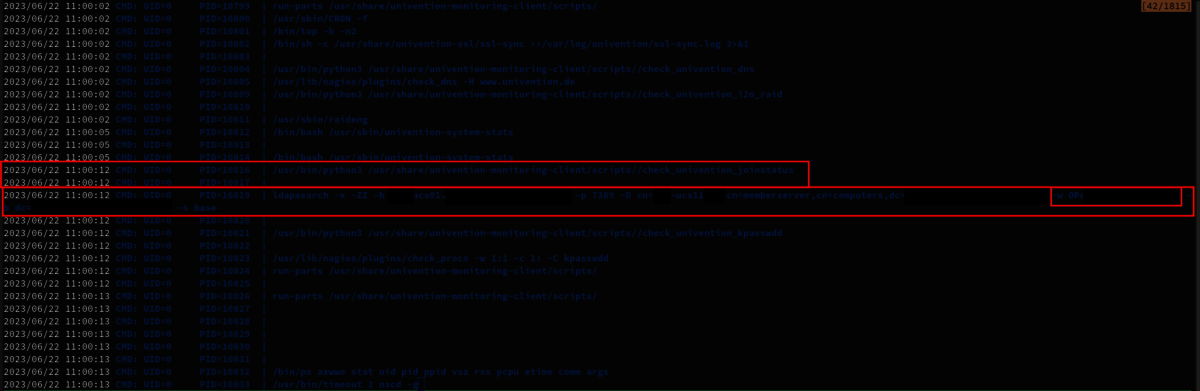 2023/06/22 11:00:02 CMD: UID=0 PID=10799 | run-parts /usr/share/univention-monitoring-client/scripts/ [42/1815]
2023/06/22 11:00:02 CMD: UID=0 PID=10800 | /usr/sbin/CRON -f
2023/06/22 11:00:02 CMD: UID=0 PID=10801 | /bin/top -b -n2
2023/06/22 11:00:02 CMD: UID=0 PID=10802 | /bin/sh -c /usr/share/univention-ssl/ssl-sync >>/var/log/univention/ssl-sync.log 2>&1
2023/06/22 11:00:02 CMD: UID=0 |
2023/06/22 11:00:02 CMD: UID=0 PID=10804 | /usr/bin/python3 /usr/share/univention-monitoring-client/scripts//check_univention_dns
2023/06/22 11:00:02 CMD: UID=0 PID=10805 | /usr/lib/nagios/plugins/check_dns -H www.univention.de
2023/06/22 11:00:02 CMD: UID=0 PID=10809 | /usr/bin/python3 /usr/share/univention-monitoring-client/scripts//check_univention_i2o_raid
2023/06/22 11:00:02 CMD: UID=0 PID=10810 |
2023/06/22 11:00:02 CMD: UID=0 PID=10811 | /usr/sbin/raideng
2023/06/22 11:00:05 CMD: UID=0 PID=10812 | /bin/bash /usr/sbin/univention-system-stats
2023/06/22 11:00:05 CMD: UID=0 PID=10813 |
2023/06/22 11:00:05 CMD: UID=0 PID=10814 | /bin/bash /usr/sbin/univention-system-stats
2023/06/22 11:00:12 CMD: UID=0 PID=10816 | /usr/bin/python3 /usr/share/univention-monitoring-client/scripts//check_univention_joinstatus
2023/06/22 11:00:12 CMD: UID=0 PID=10817 |
2023/06/22 11:00:12 CMD: UID=0 PID=10819 | ldapsearch -x -ZZ -h -p 7389 -D cn= -ucs11 cn=memberserver,cn=computers,dc= -w
-s base
2023/06/22 11:00:12 CMD: UID=0 PID=10820 |
2023/06/22 11:00:12 CMD: UID=0 PID=10821 | /usr/bin/python3 /usr/share/univention-monitoring-client/scripts//check_univention_kpasswdd
2023/06/22 11:00:12 CMD: UID=0 PID=10822 |
2023/06/22 11:00:12 CMD: UID=0 PID=10823 | /usr/lib/nagios/plugins/check_procs -w 1:1 -c 1: -C kpasswdd
2023/06/22 11:00:12 CMD: UID=0 PID=10824 | run-parts /usr/share/univention-monitoring-client/scripts/
2023/06/22 11:00:12 CMD: UID=0 PID=10825 |
2023/06/22 11:00:13 CMD: UID=0 PID=10826 | run-parts /usr/share/univention-monitoring-client/scripts/
2023/06/22 11:00:13 CMD: UID=0 PID=10827 |
2023/06/22 11:00:13 CMD: UID=0 PID=10828 |
2023/06/22 11:00:13 CMD: UID=0 PID=10829 |
2023/06/22 11:00:13 CMD: UID=0 PID=10830 |
2023/06/22 11:00:13 CMD: UID=0 PID=10831 |
2023/06/22 11:00:13 CMD: UID=0 PID=10832 | /bin/ps axwwo stat uid pid ppid vsz rss pcpu etime comm args
2023/06/22 11:00:13 CMD: UID=0 PID=10833 | /usr/bin/timeout 1 nscd -g